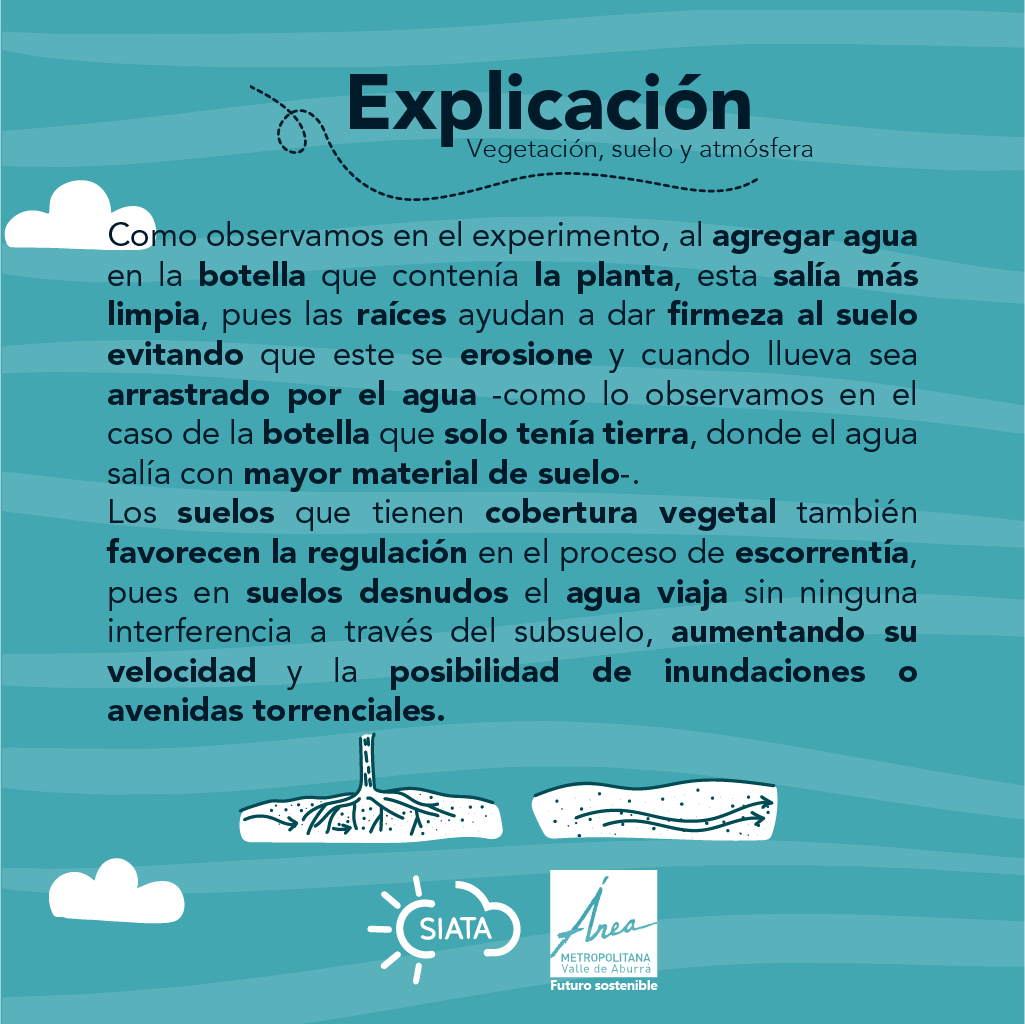 Explicación
Vegetación, suelo y atmósfera
Como observamos en el experimento, al agregar agua
en la botella que contenía la planta, esta salía más
limpia, pues las raíces ayudan a dar firmeza al suelo
evitando que este se erosione y cuando llueva sea
arrastrado por el agua -como lo observamos en el
caso de la botella que solo tenía tierra, donde el agua
salía con mayor material de suelo-.
Los suelos que tienen cobertura vegetal también
favorecen la regulación en el proceso de escorrentía,
pues en suelos desnudos el agua viaja sin ninguna
interferencia a través del subsuelo, aumentando su
velocidad y la posibilidad de inundaciones o
avenidas torrenciales.
SIATA
Área
METROPOLITANA
Valle de Aburrá
Futuro sostenible